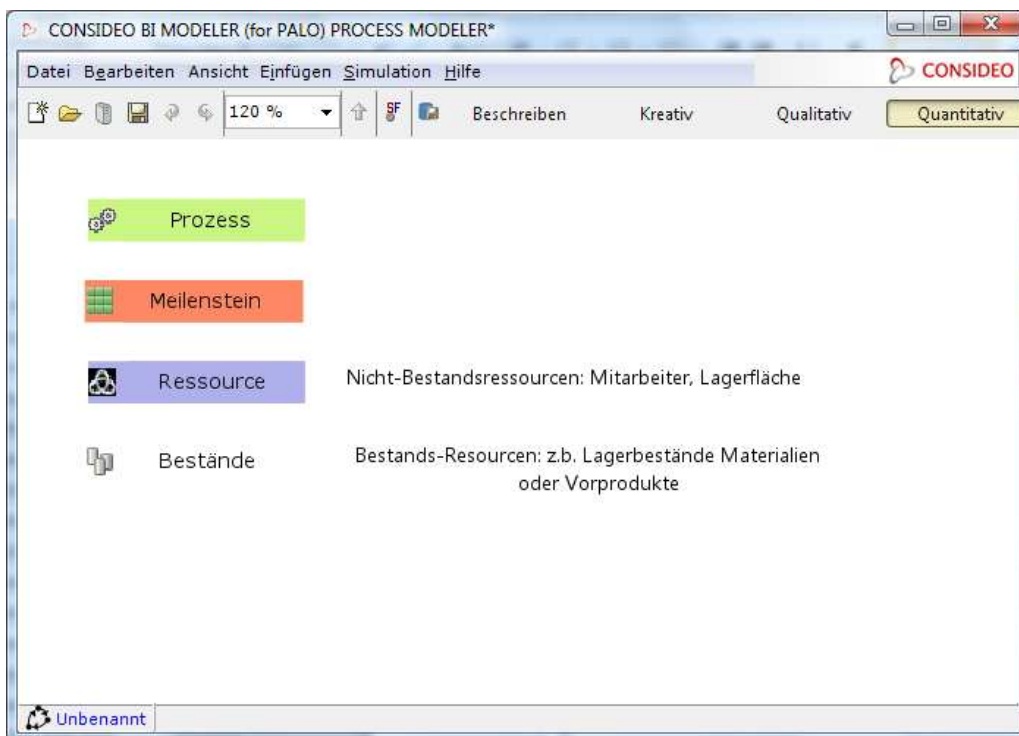 CONSIDEO BI MODELER (for PALO) PROCESS MODELER*
Datei Bearbeiten Ansicht Einfügen Simulation Hilfe
CONSIDEO
120 %
SF
Beschreiben Kreativ Qualitativ Quantitativ
Prozess
Meilenstein
Ressource
Nicht-Bestandsressourcen: Mitarbeiter, Lagerfläche
Bestände
Bestands-Resourcen: z.b. Lagerbestände Materialien
oder Vorprodukte
Unbenannt